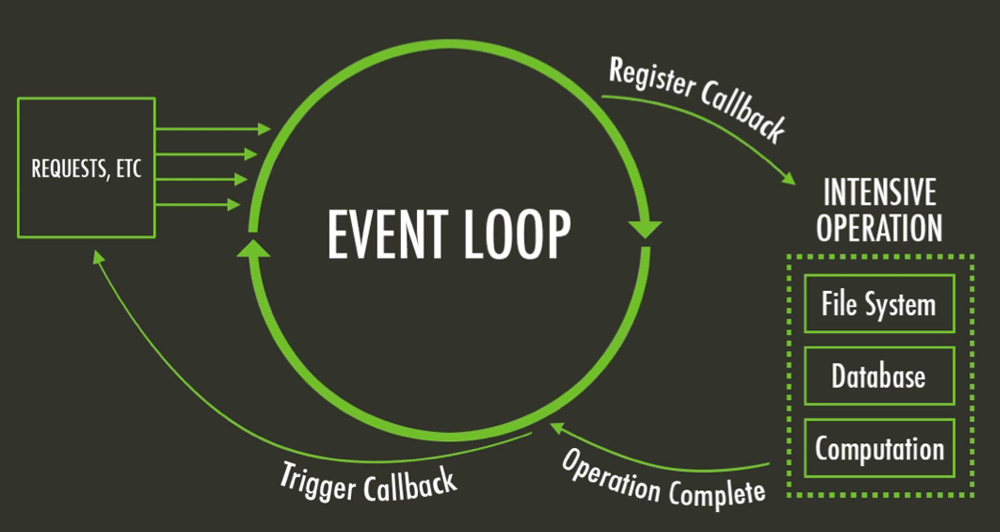 REQUESTS, ETC
EVENT LOOP
Register Callback
INTENSIVE
OPERATION
File System
Database
Computation
Operation Complete
Trigger Callback